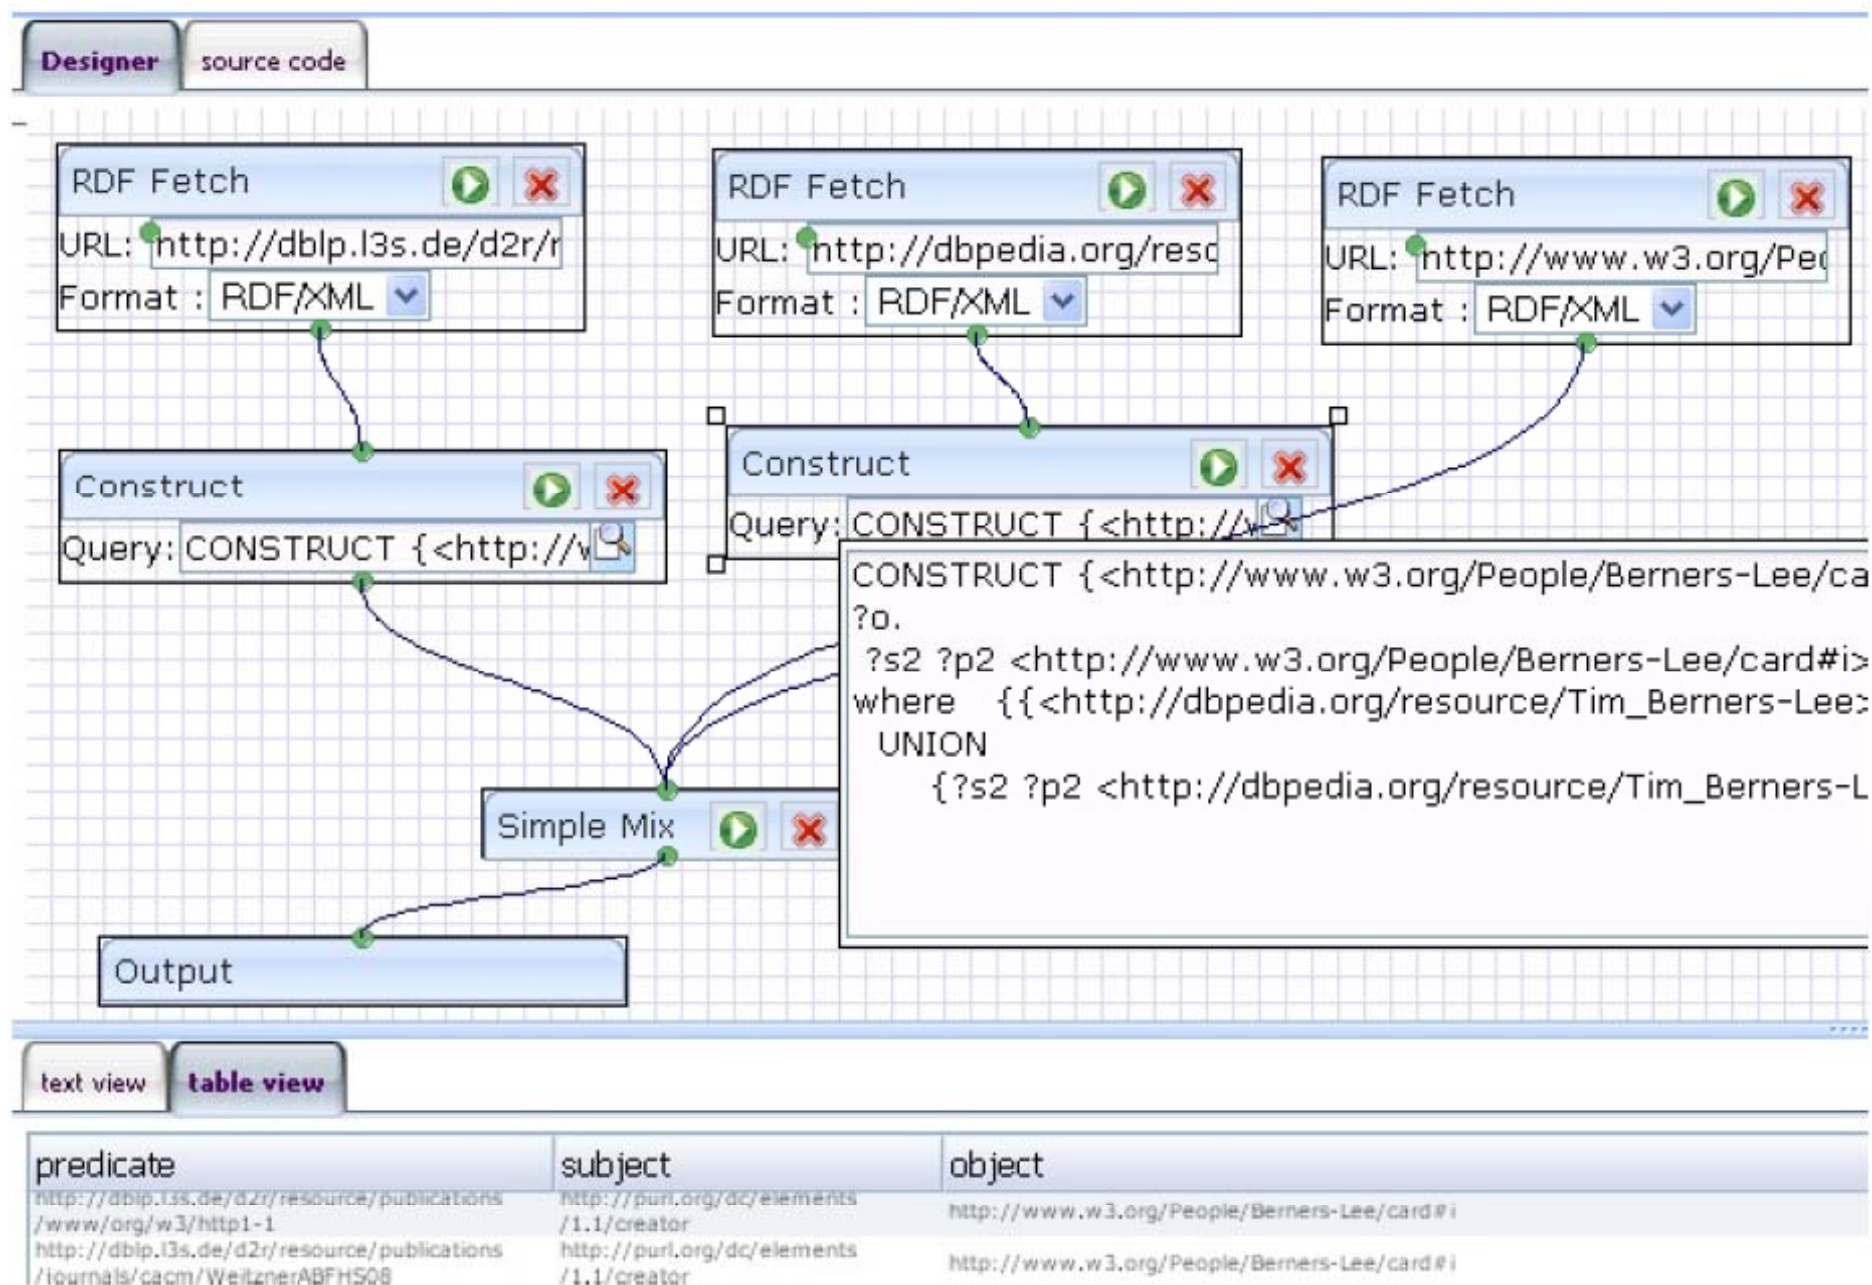 Designer source code
RDF Fetch
URL: http://dblp.l3s.de/d2r/r
Format : RDF/XML
RDF Fetch
URL: http://dbpedia.org/reso
Format : RDF/XML
RDF Fetch
URL: http://www.w3.org/Peo
Format : RDF/XML
Construct
Query: CONSTRUCT {<http://w
Construct
Query: CONSTRUCT {<http://w
CONSTRUCT {<http://www.w3.org/People/Berners-Lee/ca
?o.
?s2 ?p2 <http://www.w3.org/People/Berners-Lee/card#i>
where {{<http://dbpedia.org/resource/Tim_Berners-Lee>
UNION
{?s2 ?p2 <http://dbpedia.org/resource/Tim_Berners-L
Simple Mix
Output
text view table view
predicate subject object
http://dblp.l3s.de/d2r/resource/publications
/www/org/w3/http1-1
http://purl.org/dc/elements
/1.1/creator
http://www.w3.org/People/Berners-Lee/card#i
http://dblp.l3s.de/d2r/resource/publications
/journals/cacm/WeitznerABFHS08
http://purl.org/dc/elements
/1.1/creator
http://www.w3.org/People/Berners-Lee/card#i